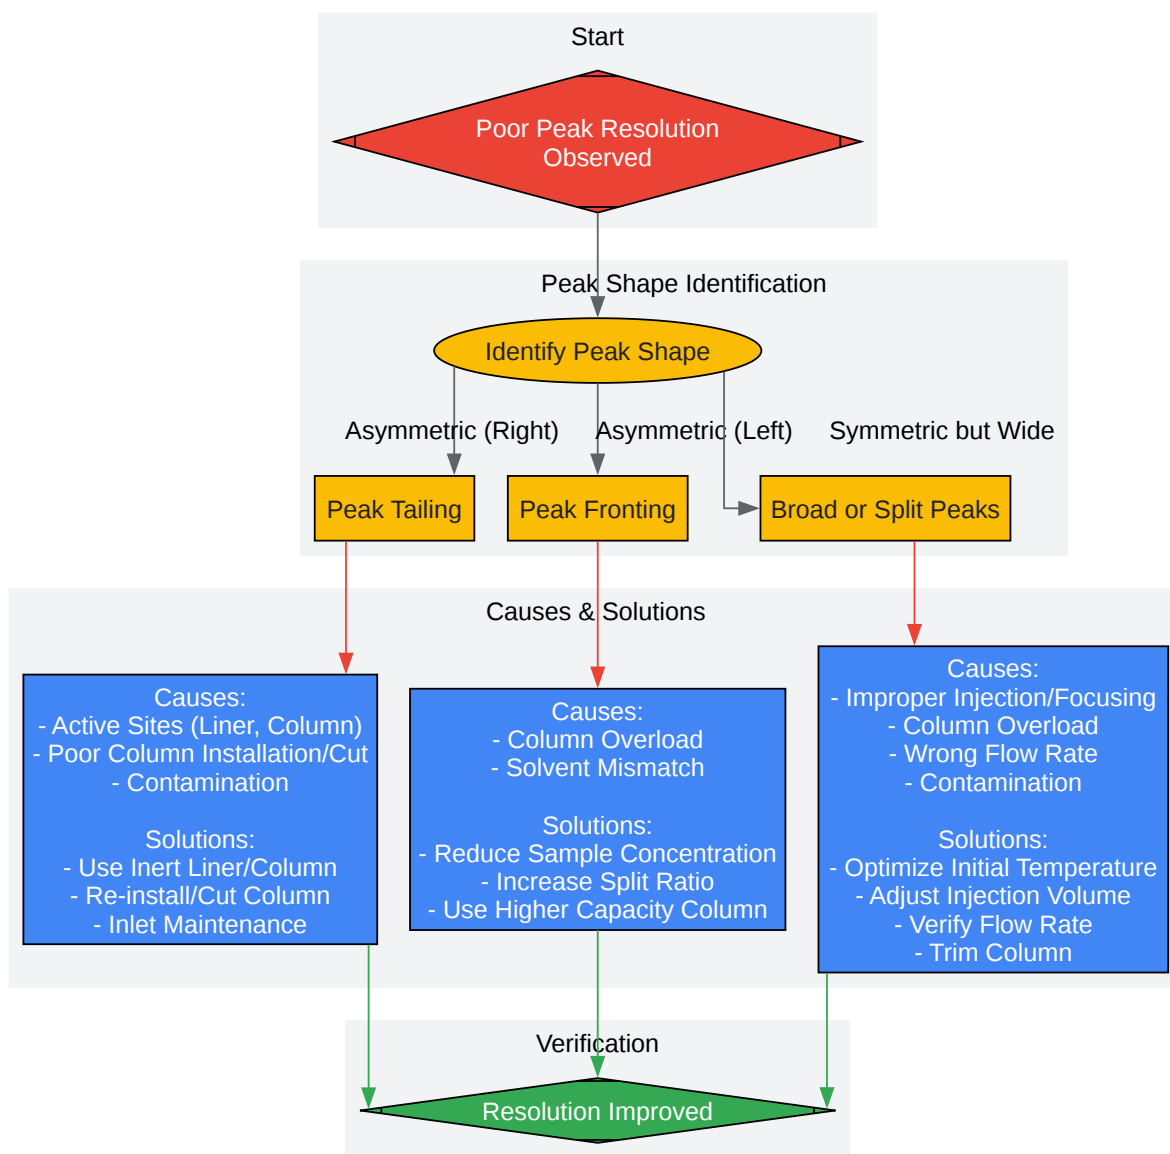 Start
Poor Peak Resolution
Observed
Peak Shape Identification
Identify Peak Shape
Asymmetric (Right)
Asymmetric (Left)
Symmetric but Wide
Peak Tailing
Peak Fronting
Broad or Split Peaks
Causes & Solutions
Causes:
- Active Sites (Liner, Column)
- Poor Column Installation/Cut
- Contamination
Solutions:
- Use Inert Liner/Column
- Re-install/Cut Column
- Inlet Maintenance
Causes:
- Column Overload
- Solvent Mismatch
Solutions:
- Reduce Sample Concentration
- Increase Split Ratio
- Use Higher Capacity Column
Causes:
- Improper Injection/Focusing
- Column Overload
- Wrong Flow Rate
- Contamination
Solutions:
- Optimize Initial Temperature
- Adjust Injection Volume
- Verify Flow Rate
- Trim Column
Verification
Resolution Improved